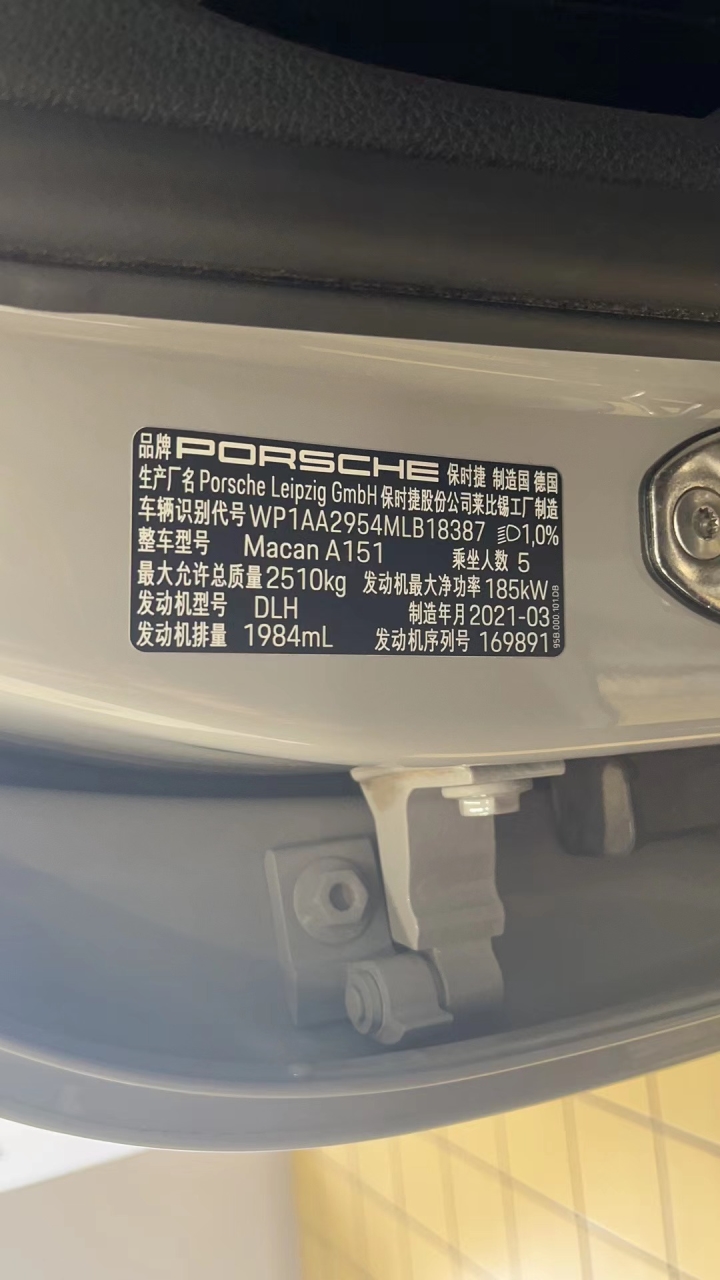 品牌 PORSCHE 保时捷 制造国 德国
生产厂名 Porsche Leipzig GmbH 保时捷股份公司莱比锡工厂制造
车辆识别代号 WP1AA2954MLB18387 1,0%
整车型号 Macan A151 乘坐人数 5
最大允许总质量 2510kg 发动机最大净功率 185kW
发动机型号 DLH 制造年月 2021-03
发动机排量 1984mL 发动机序列号 169891
95B.000.101.DB